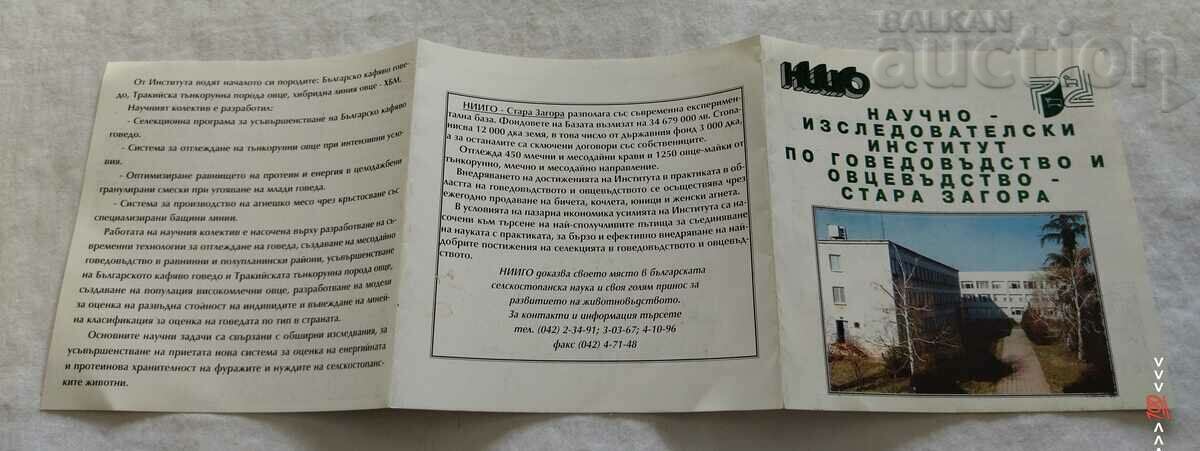 От Института водят началото си породите: Българско кафяво гове-
до, Тракийска тънкорунна порода овце, хибридна линия овце - ХБМ.
Научният колектив е разработил:
- Селекционна програма за усъвършенстване на Българско кафяво
говедо.
- Система за отглеждане на тънкорунни овце при интензивни усло-
вия.
- Оптимизиране равнището на протеин и енергия в целодажбени
гранулирани смески при угояване на млади говеда.
- Система за производство на агнешко месо чрез кръстосване със
специализирани бащини линии.
Работата на научния колектив е насочена върху разработване на съ-
временни технологии за отглеждане на говеда, създаване на месодайно
говедовъдство в равнинни и полупланински райони, усъвършенстване
на Българското кафяво говедо и Тракийската тънкорунна порода овце,
създаване на популация високомлечни овце, разработване на модели
за оценка на развъдна стойност на индивидите и въвеждане на линей-
на класификация за оценка на говедата по тип в страната.
Основните научни задачи са свързани с обширни изследвания, за
усъвършенстване на приетата нова система за оценка на енергийната
и протеинова хранителност на фуражите и нуждите на селскостопанс-
ките животни.
НИИГО - Стара Загора разполага със съвременна експеримен-
тална база. Фондовете на Базата възлизат на 34 679 000 лв. Стопа-
нисва 12 000 дка земя, в това число от държавния фонд 3 000 дка,
а за останалите са сключени договори със собствениците.
Отглежда 450 млечни и месодайни крави и 1250 овце-майки от
тънкорунно, млечно и месодайно направление.
Внедряването на достиженията на Института в практиката в об-
ластта на говедовъдството и овцевъдството се осъществява чрез
ежегодно продаване на бичета, кочлета, юници и женски агнета.
В условията на пазарна икономика усилията на Института са на-
сочени към търсене на най-сполучливите пътища за съединяване
на науката с практиката, за бързо и ефективно внедряване на най-
добрите постижения на селекцията в говедовъдството и овцевъд-
ството.
НИИГО доказва своето място в българската
селскостопанска наука и своя голям принос за
развитието на животновъдството.
За контакти и информация търсете
тел. (042) 2-34-91; 3-03-67; 4-10-96
факс (042) 4-71-48
BALKAN
auction
НИИГО
НАУЧНО -
ИЗСЛЕДОВАТЕЛСКИ
ИНСТИТУТ
ПО ГОВЕДОВЪДСТВО И
ОВЦЕВЪДСТВО -
СТАРА ЗАГОРА